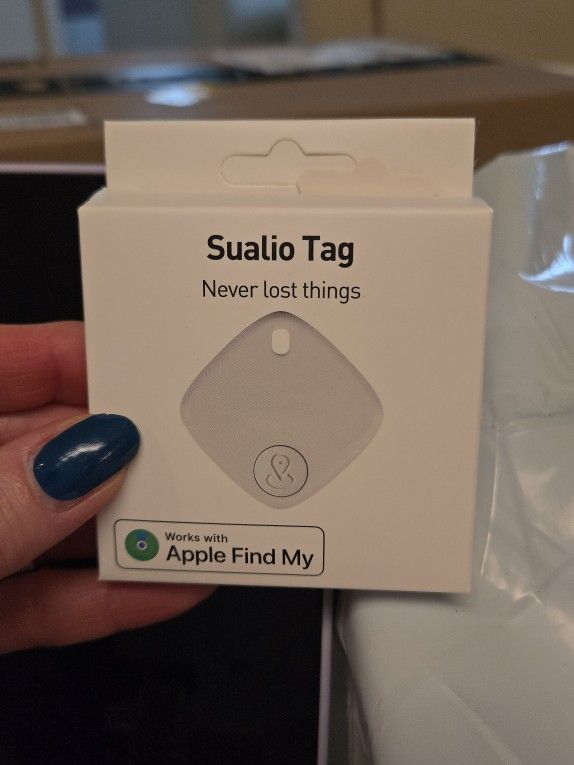 Sualio Tag
Never lost things
Works with
Apple Find My